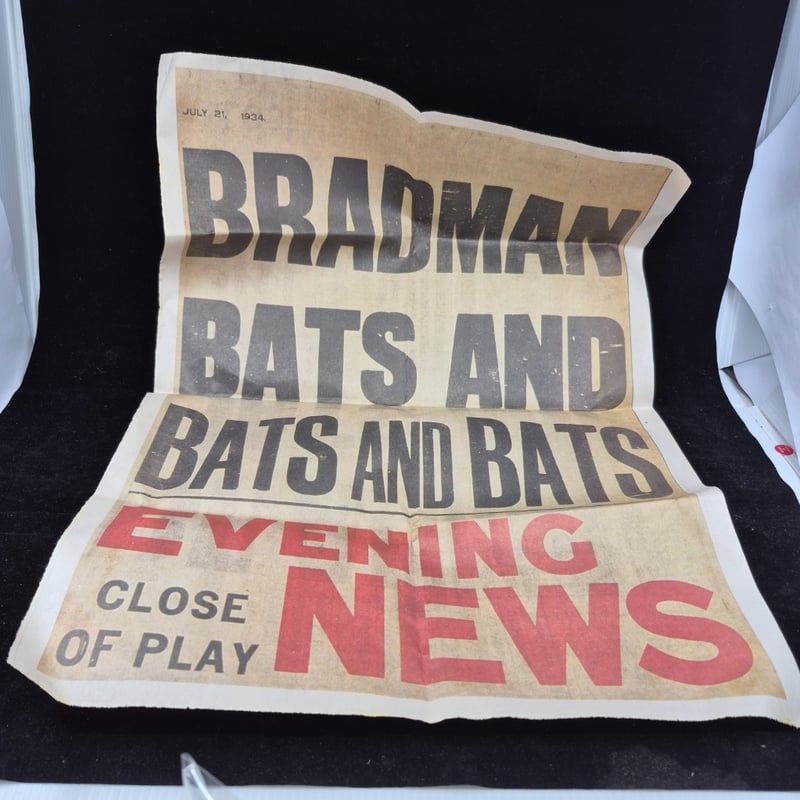 JULY 21, 1934.
BRADMAN
BATS AND
BATS AND BATS
EVENING
CLOSE
OF PLAY
NEWS